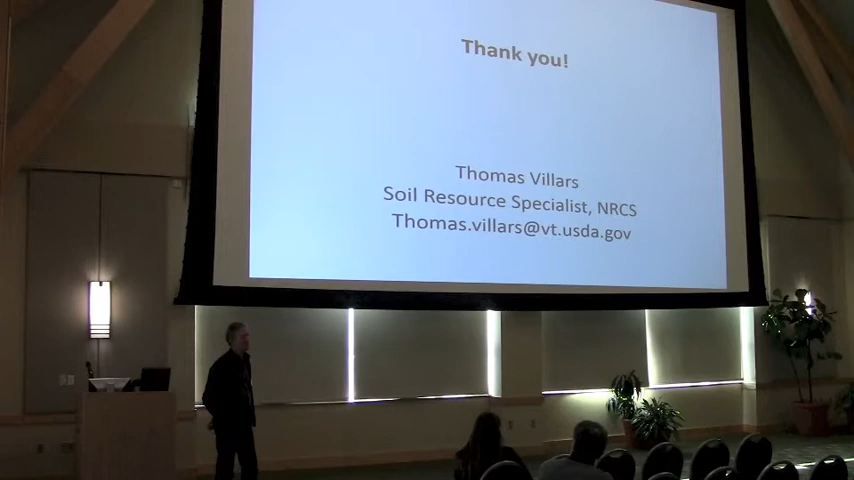 Thank you!
Thomas Villars
Soil Resource Specialist, NRCS
Thomas.villars@vt.usda.gov